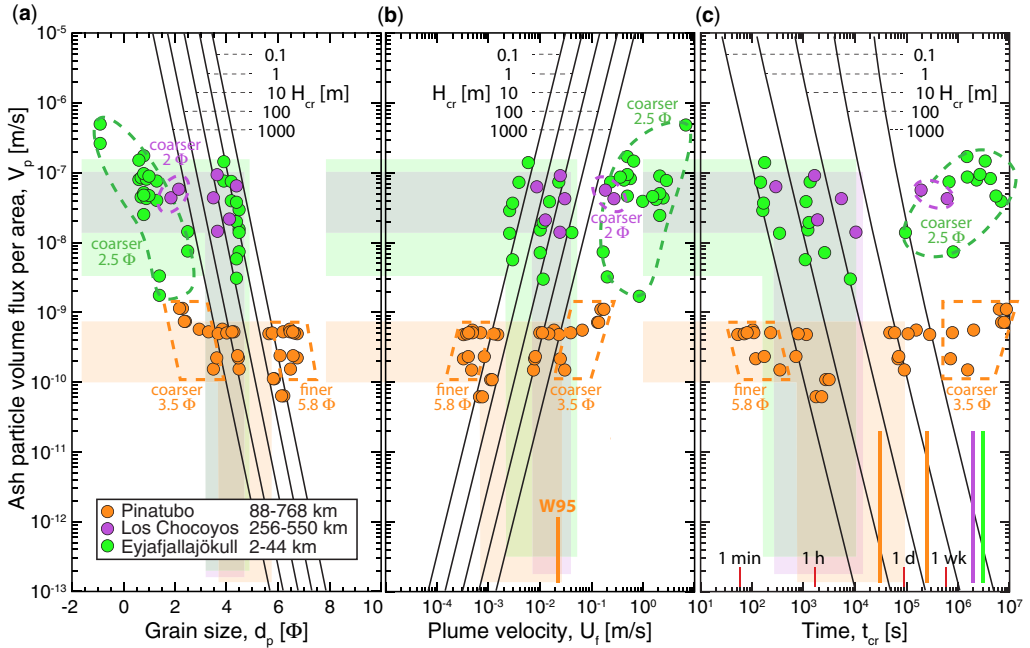 (a)
(b)
(c)
Ash particle volume flux per area, V_p [m/s]
10^-5
10^-6
10^-7
10^-8
10^-9
10^-10
10^-11
10^-12
10^-13
0.1
1
H_cr [m]
10
100
1000
coarser
2 Φ
coarser
2.5 Φ
coarser
3.5 Φ
finer
5.8 Φ
Pinatubo 88-768 km
Los Chocoyos 256-550 km
Eyjafjallajökull 2-44 km
-2 0 2 4 6 8 10
Grain size, d_p [Φ]
0.1
1
H_cr [m]
10
100
1000
coarser
2.5 Φ
coarser
2 Φ
finer
5.8 Φ
coarser
3.5 Φ
W95
10^-4 10^-3 10^-2 10^-1 10^0
Plume velocity, U_f [m/s]
0.1
1
H_cr [m]
10
100
1000
coarser
2 Φ
coarser
2.5 Φ
finer
5.8 Φ
coarser
3.5 Φ
1 min 1 h 1 d 1 wk
10^1 10^2 10^3 10^4 10^5 10^6 10^7
Time, t_cr [s]